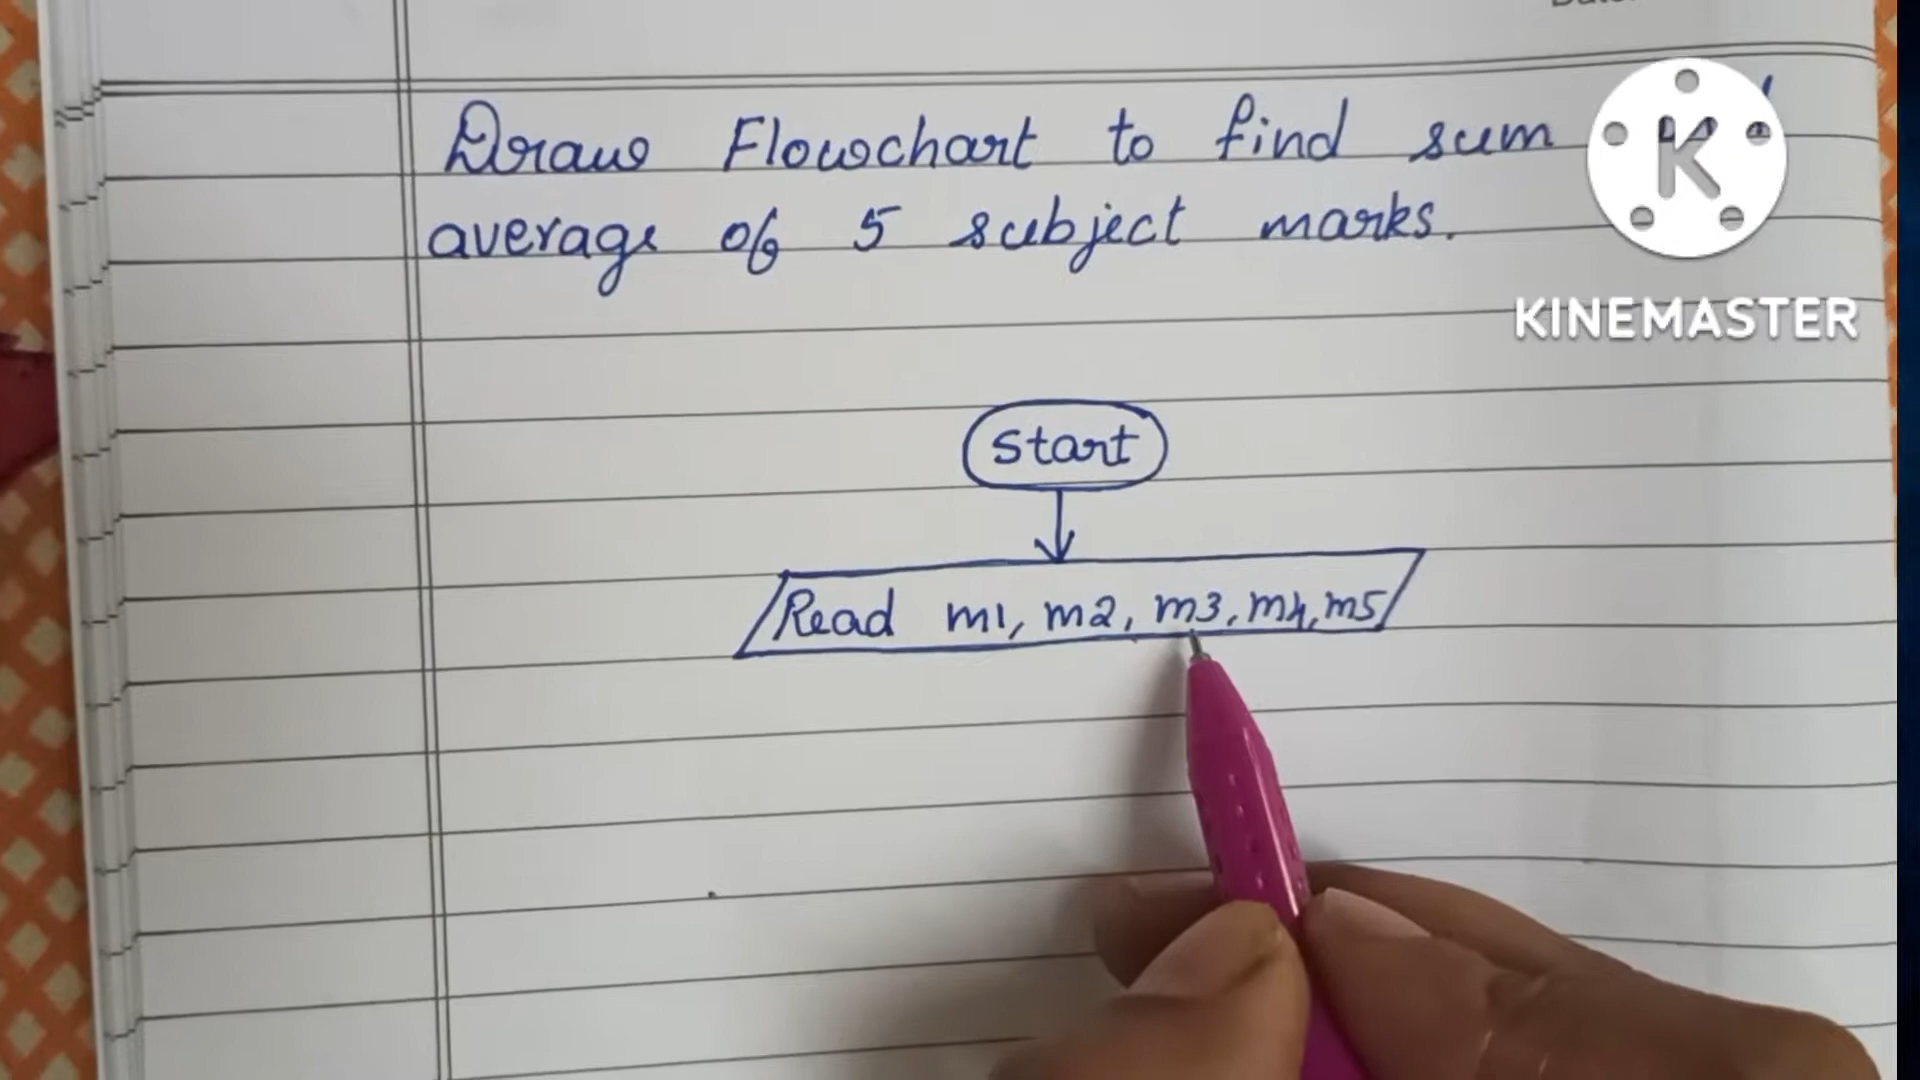 Draw Flowchart to find sum
average of 5 subject marks.
KINEMASTER
Start
Read m1, m2, m3, m4, m5